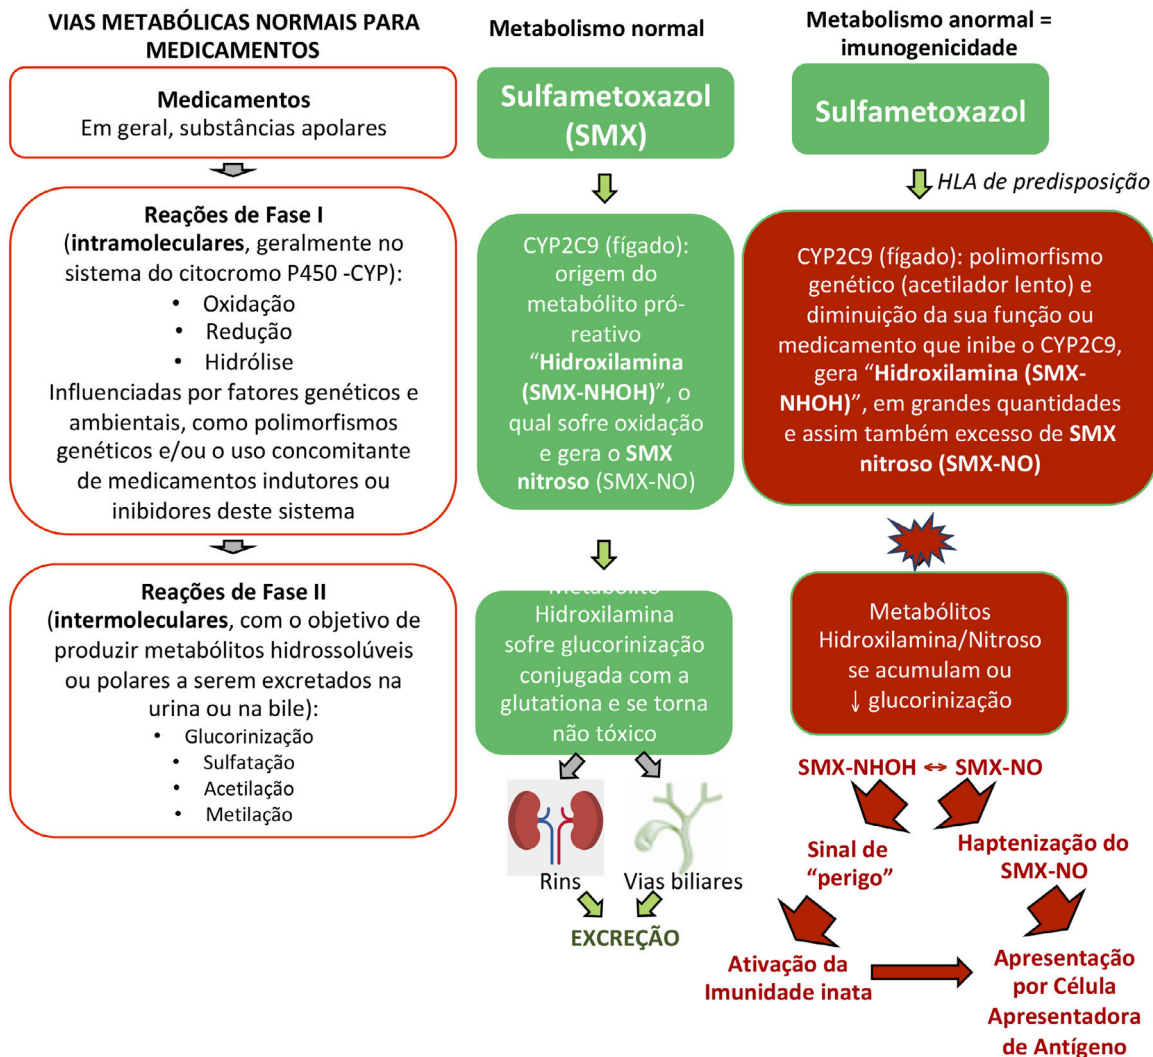 VIAS METABÓLICAS NORMAIS PARA
MEDICAMENTOS
Medicamentos
Em geral, substâncias apolares
Reações de Fase I
(intramoleculares, geralmente no
sistema do citocromo P450 -CYP):
• Oxidação
• Redução
• Hidrólise
Influenciadas por fatores genéticos e
ambientais, como polimorfismos
genéticos e/ou o uso concomitante
de medicamentos indutores ou
inibidores deste sistema
Reações de Fase II
(intermoleculares, com o objetivo de
produzir metabólitos hidrossolúveis
ou polares a serem excretados na
urina ou na bile):
• Glucorinização
• Sulfatação
• Acetilação
• Metilação
Metabolismo normal
Sulfametoxazol
(SMX)
CYP2C9 (fígado):
origem do
metabólito pró-
reativo
“Hidroxilamina
(SMX-NHOH)”, o
qual sofre oxidação
e gera o SMX
nitroso (SMX-NO)
Metabólito
Hidroxilamina
sofre glucorinização
conjugada com a
glutationa e se torna
não tóxico
Rins
Vias biliares
EXCREÇÃO
Metabolismo anormal =
imunogenicidade
Sulfametoxazol
HLA de predisposição
CYP2C9 (fígado): polimorfismo
genético (acetilador lento) e
diminuição da sua função ou
medicamento que inibe o CYP2C9,
gera “Hidroxilamina (SMX-
NHOH)”, em grandes quantidades
e assim também excesso de SMX
nitroso (SMX-NO)
Metabólitos
Hidroxilamina/Nitroso
se acumulam ou
↓ glucorinização
SMX-NHOH ↔ SMX-NO
Sinal de
“perigo”
Haptenização do
SMX-NO
Ativação da
Imunidade inata
Apresentação
por Célula
Apresentadora
de Antígeno